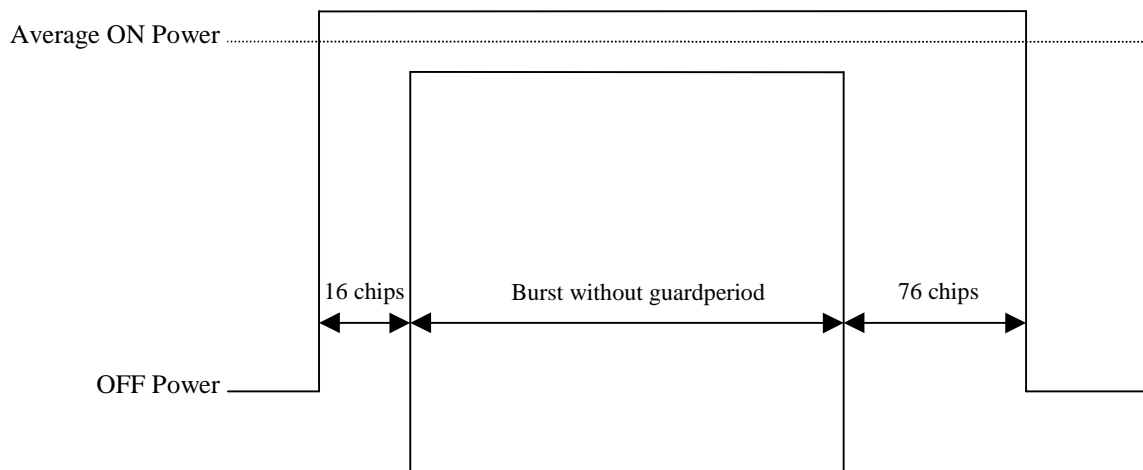 Average ON Power
16 chips
Burst without guardperiod
76 chips
OFF Power